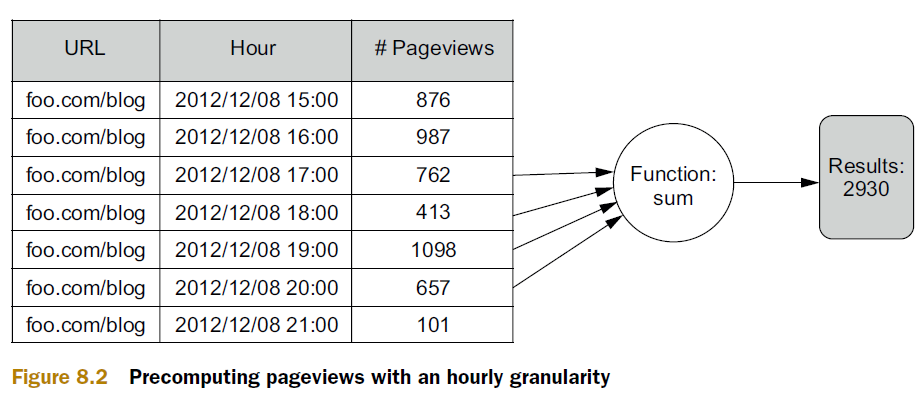 URL Hour # Pageviews
foo.com/blog 2012/12/08 15:00 876
foo.com/blog 2012/12/08 16:00 987
foo.com/blog 2012/12/08 17:00 762
foo.com/blog 2012/12/08 18:00 413
foo.com/blog 2012/12/08 19:00 1098
foo.com/blog 2012/12/08 20:00 657
foo.com/blog 2012/12/08 21:00 101
Function:
sum
Results:
2930
Figure 8.2 Precomputing pageviews with an hourly granularity